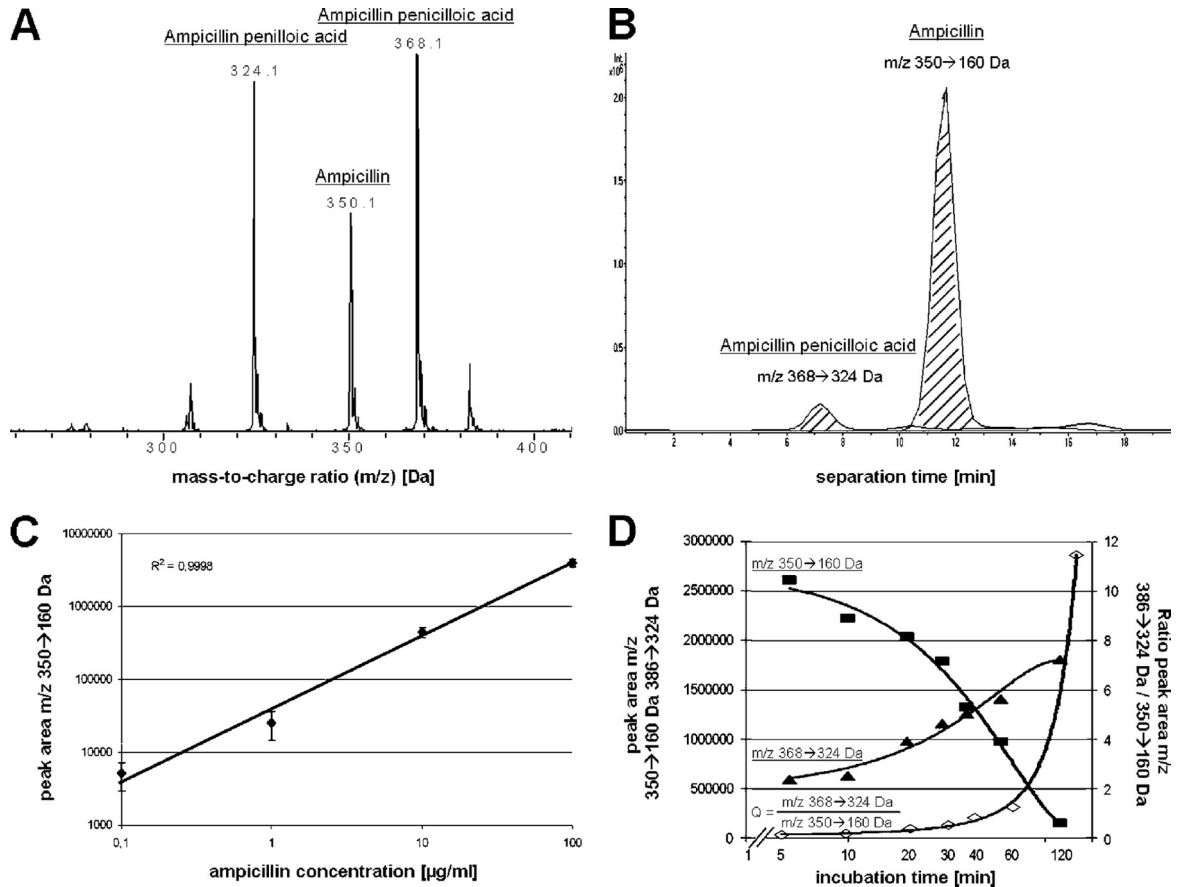 A
Ampicillin penicilloic acid
368.1
Ampicillin penilloic acid
324.1
Ampicillin
350.1
300
350
400
mass-to-charge ratio (m/z) [Da]
B
Ampicillin
m/z 350→160 Da
Int.
x10⁶
2.0
1.5
1.0
0.5
0.0
Ampicillin penicilloic acid
m/z 368→324 Da
2
4
6
8
10
12
14
16
18
separation time [min]
C
peak area m/z 350→160 Da
10000000
1000000
100000
10000
1000
R² = 0,9998
0,1
1
10
100
ampicillin concentration [µg/ml]
D
peak area m/z
350→160 Da 386→324 Da
3000000
2500000
2000000
1500000
1000000
500000
0
m/z 350→160 Da
m/z 368→324 Da
Q = m/z 368→324 Da
m/z 350→160 Da
12
10
8
6
4
2
0
Ratio peak area m/z
386→324 Da / 350→160 Da
1
5
10
20
30
40
60
120
incubation time [min]